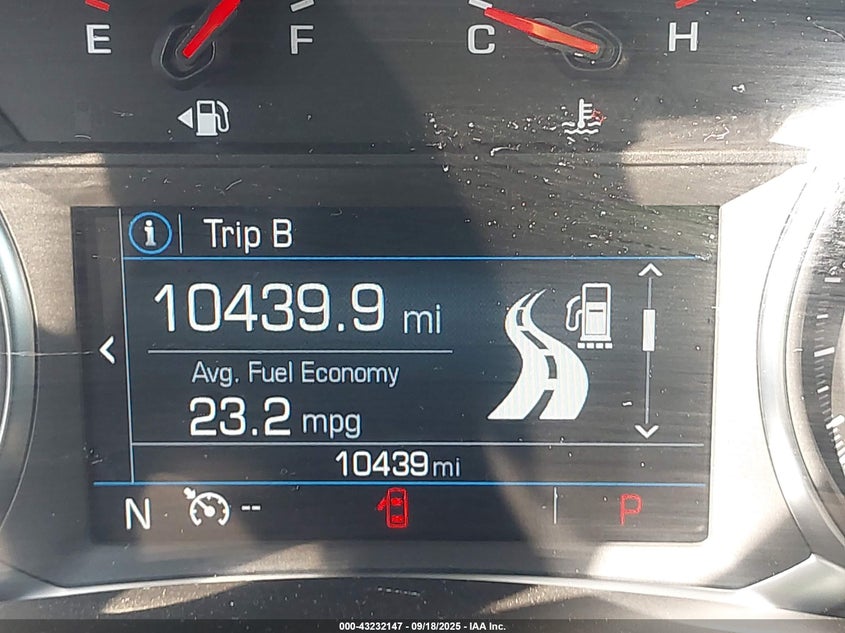 E F C H
Trip B
10439.9 mi
Avg. Fuel Economy
23.2 mpg
10439 mi
N -- P
000-43232147 - 09/18/2025 - IAA Inc.